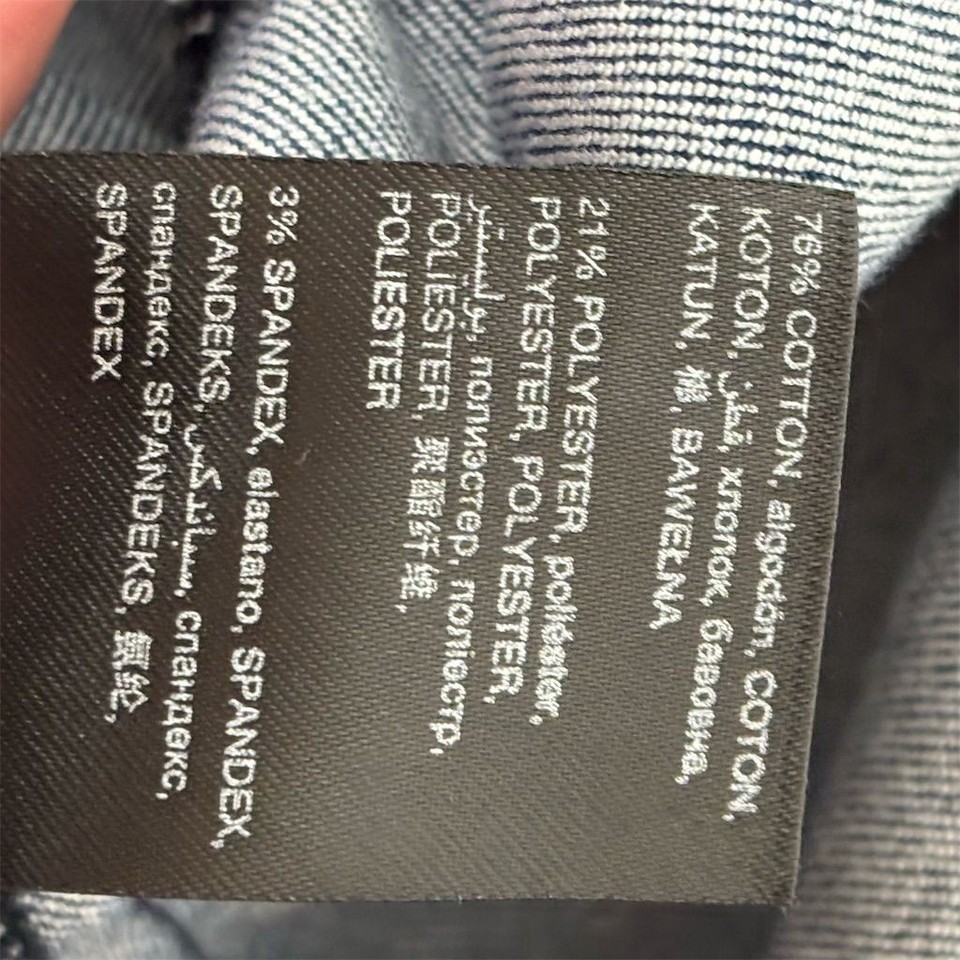 76% COTTON, algodón, COTON,
KOTON, قطن, хлопок, бавовна,
KATUN, 棉, BAWEŁNA
21% POLYESTER, poliéster,
POLYESTER, POLYESTER,
بوليستر, полиэстер, поліестр,
POLIESTER, 聚酯纤维,
POLIESTER
3% SPANDEX, elastano, SPANDEX,
SPANDEKS, سباندكس, спандекс,
спандекс, SPANDEKS, 氨纶,
SPANDEX